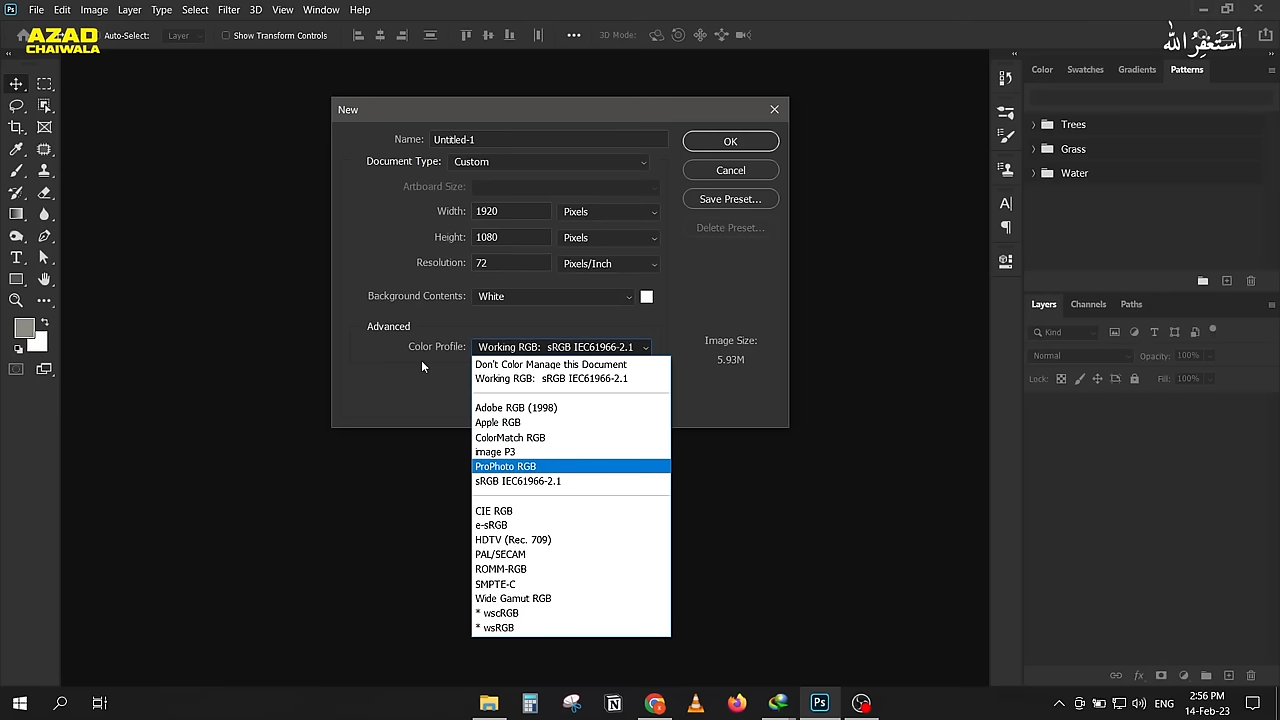 Ps File Edit Image Layer Type Select Filter 3D View Window Help
AZAD
CHAIWALA
Auto-Select: Layer Show Transform Controls 3D Mode:
أستغفر الله
Color Swatches Gradients Patterns
Trees
Grass
Water
New
Name: Untitled-1
Document Type: Custom
Artboard Size:
Width: 1920 Pixels
Height: 1080 Pixels
Resolution: 72 Pixels/Inch
Background Contents: White
Advanced
Color Profile: Working RGB: sRGB IEC61966-2.1
OK
Cancel
Save Preset...
Delete Preset...
Image Size:
5.93M
Don't Color Manage this Document
Working RGB: sRGB IEC61966-2.1
Adobe RGB (1998)
Apple RGB
ColorMatch RGB
image P3
ProPhoto RGB
sRGB IEC61966-2.1
CIE RGB
e-sRGB
HDTV (Rec. 709)
PAL/SECAM
ROMM-RGB
SMPTE-C
Wide Gamut RGB
* wscRGB
* wsRGB
Layers Channels Paths
Kind
Normal Opacity: 100%
Lock: Fill: 100%
fx
Ps
ENG
2:56 PM
14-Feb-23